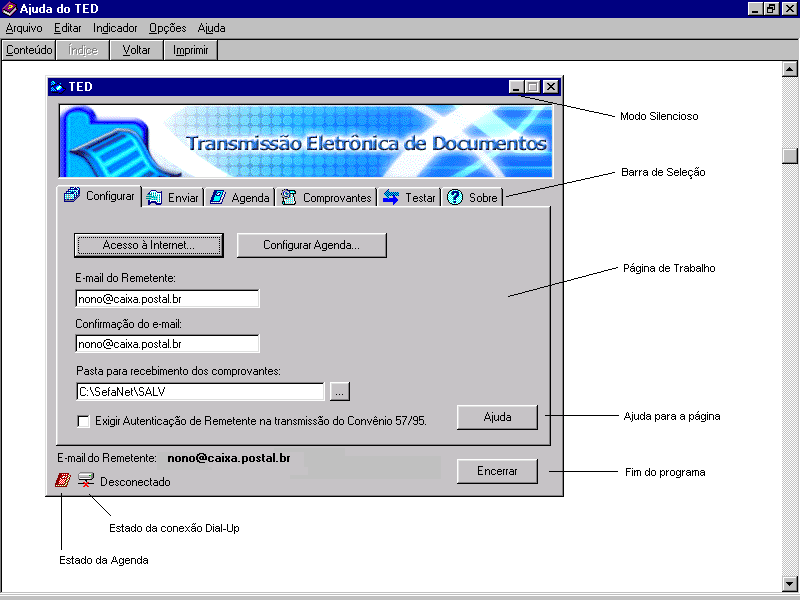 Ajuda do TED
Arquivo Editar Indicador Opções Ajuda
Conteúdo Índice Voltar Imprimir
TED
Modo Silencioso
Transmissão Eletrônica de Documentos
Barra de Seleção
Configurar Enviar Agenda Comprovantes Testar Sobre
Acesso à Internet... Configurar Agenda...
Página de Trabalho
E-mail do Remetente:
nono@caixa.postal.br
Confirmação do e-mail:
nono@caixa.postal.br
Pasta para recebimento dos comprovantes:
C:\SefaNet\SALV ...
Exigir Autenticação de Remetente na transmissão do Convênio 57/95.
Ajuda
Ajuda para a página
E-mail do Remetente: nono@caixa.postal.br
Encerrar
Fim do programa
Desconectado
Estado da conexão Dial-Up
Estado da Agenda